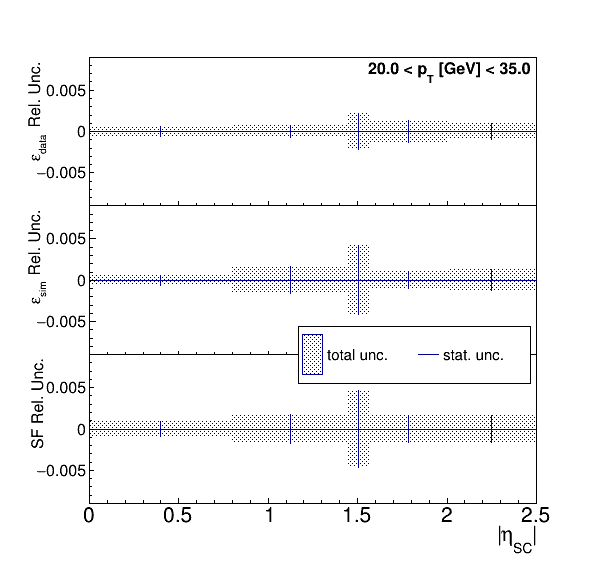 20.0 < p_T [GeV] < 35.0
ε_data Rel. Unc.
0.005
0
−0.005
ε_sim Rel. Unc.
0.005
0
−0.005
total unc. stat. unc.
SF Rel. Unc.
0.005
0
−0.005
0 0.5 1 1.5 2 2.5
|η_SC|